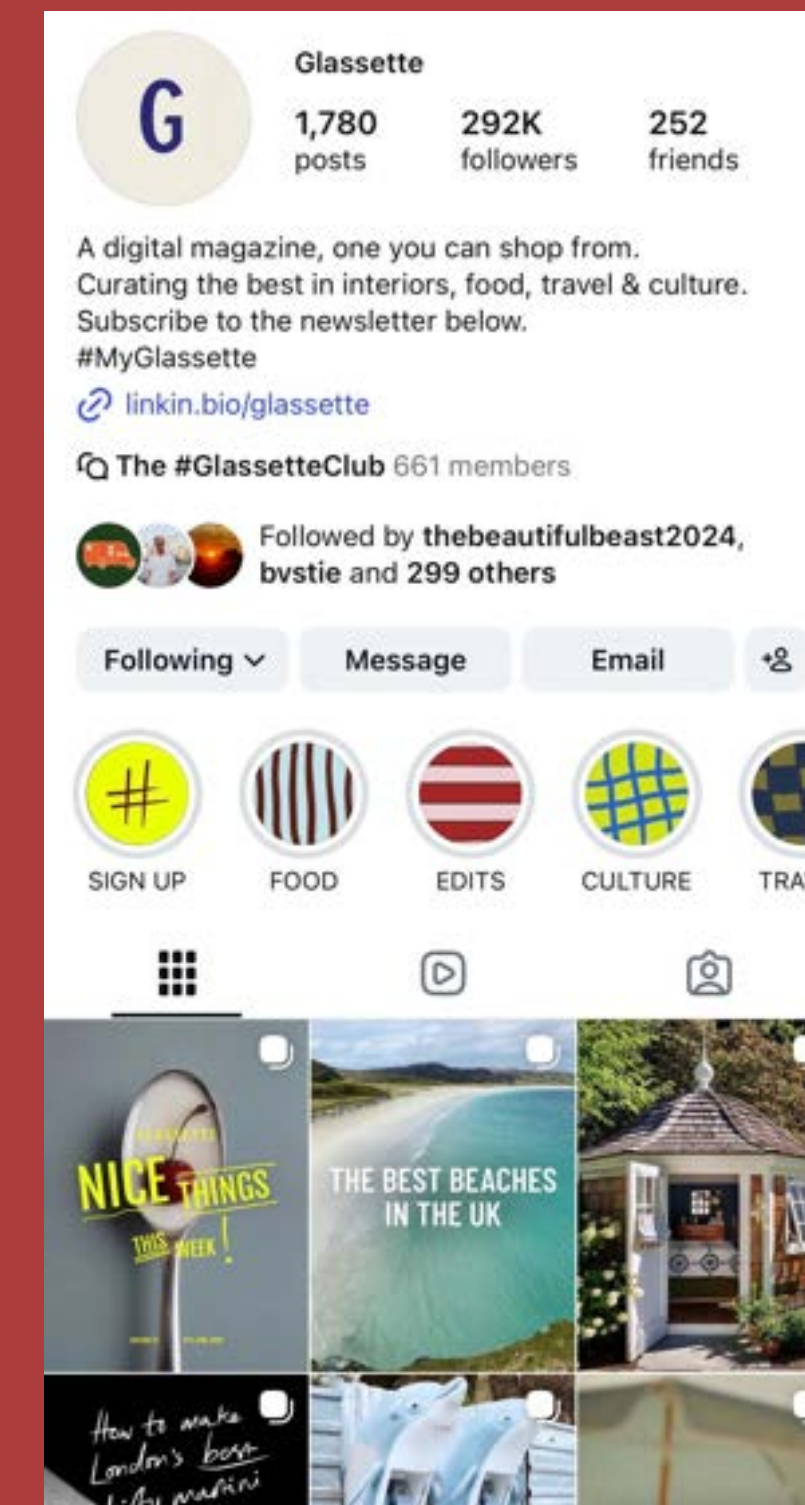 G
Glassette
1,780 292K 252
posts followers friends
A digital magazine, one you can shop from.
Curating the best in interiors, food, travel & culture.
Subscribe to the newsletter below.
#MyGlassette
linkin.bio/glassette
The #GlassetteClub 661 members
Followed by thebeautifulbeast2024,
bvstie and 299 others
Following Message Email
SIGN UP FOOD EDITS CULTURE TRA
NICE THINGS
THIS WEEK!
THE BEST BEACHES
IN THE UK
How to make
London's best
martini